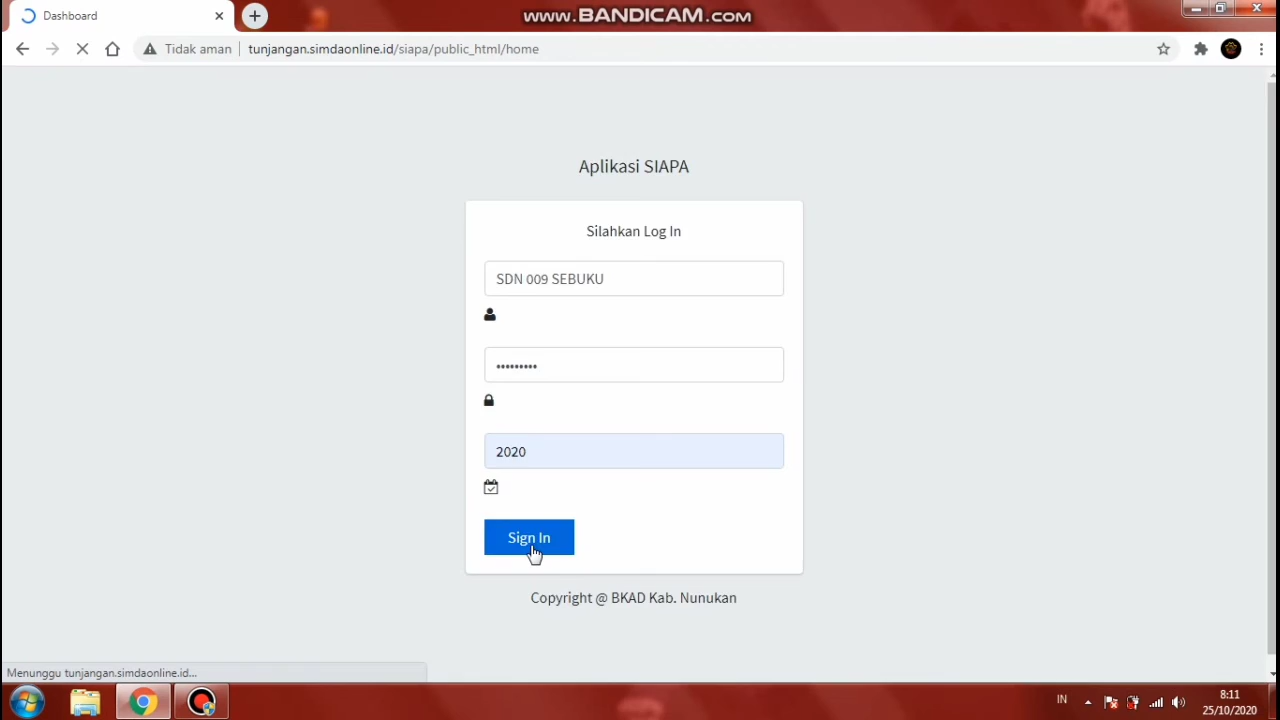 Dashboard
www.BANDICAM.com
Tidak aman
tunjangan.simdaonline.id/siapa/public_html/home
Aplikasi SIAPA
Silahkan Log In
SDN 009 SEBUKU
•••••••••
2020
Sign In
Copyright @ BKAD Kab. Nunukan
Menunggu tunjangan.simdaonline.id...
IN
8:11
25/10/2020